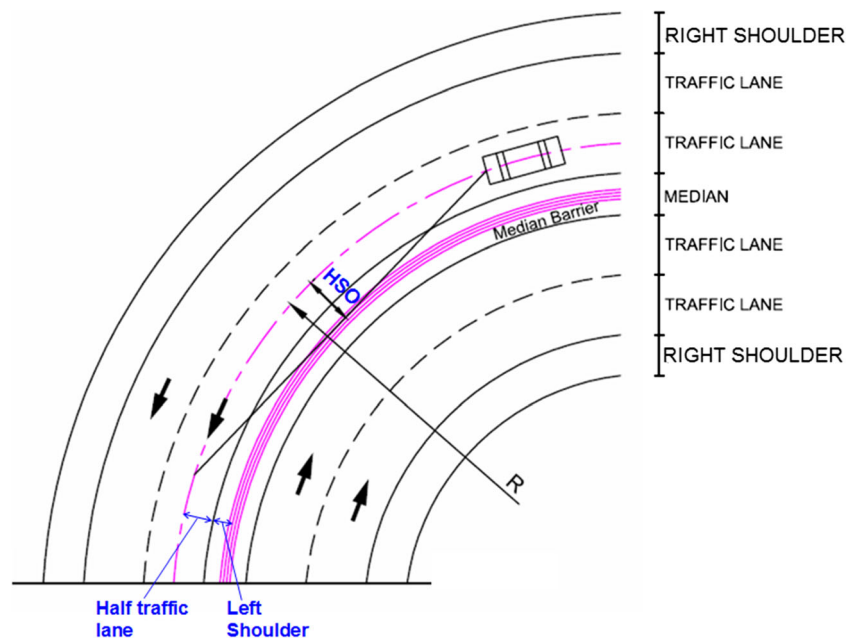 RIGHT SHOULDER
TRAFFIC LANE
TRAFFIC LANE
MEDIAN
Median Barrier
TRAFFIC LANE
HSO
TRAFFIC LANE
RIGHT SHOULDER
R
Half traffic
lane
Left
Shoulder